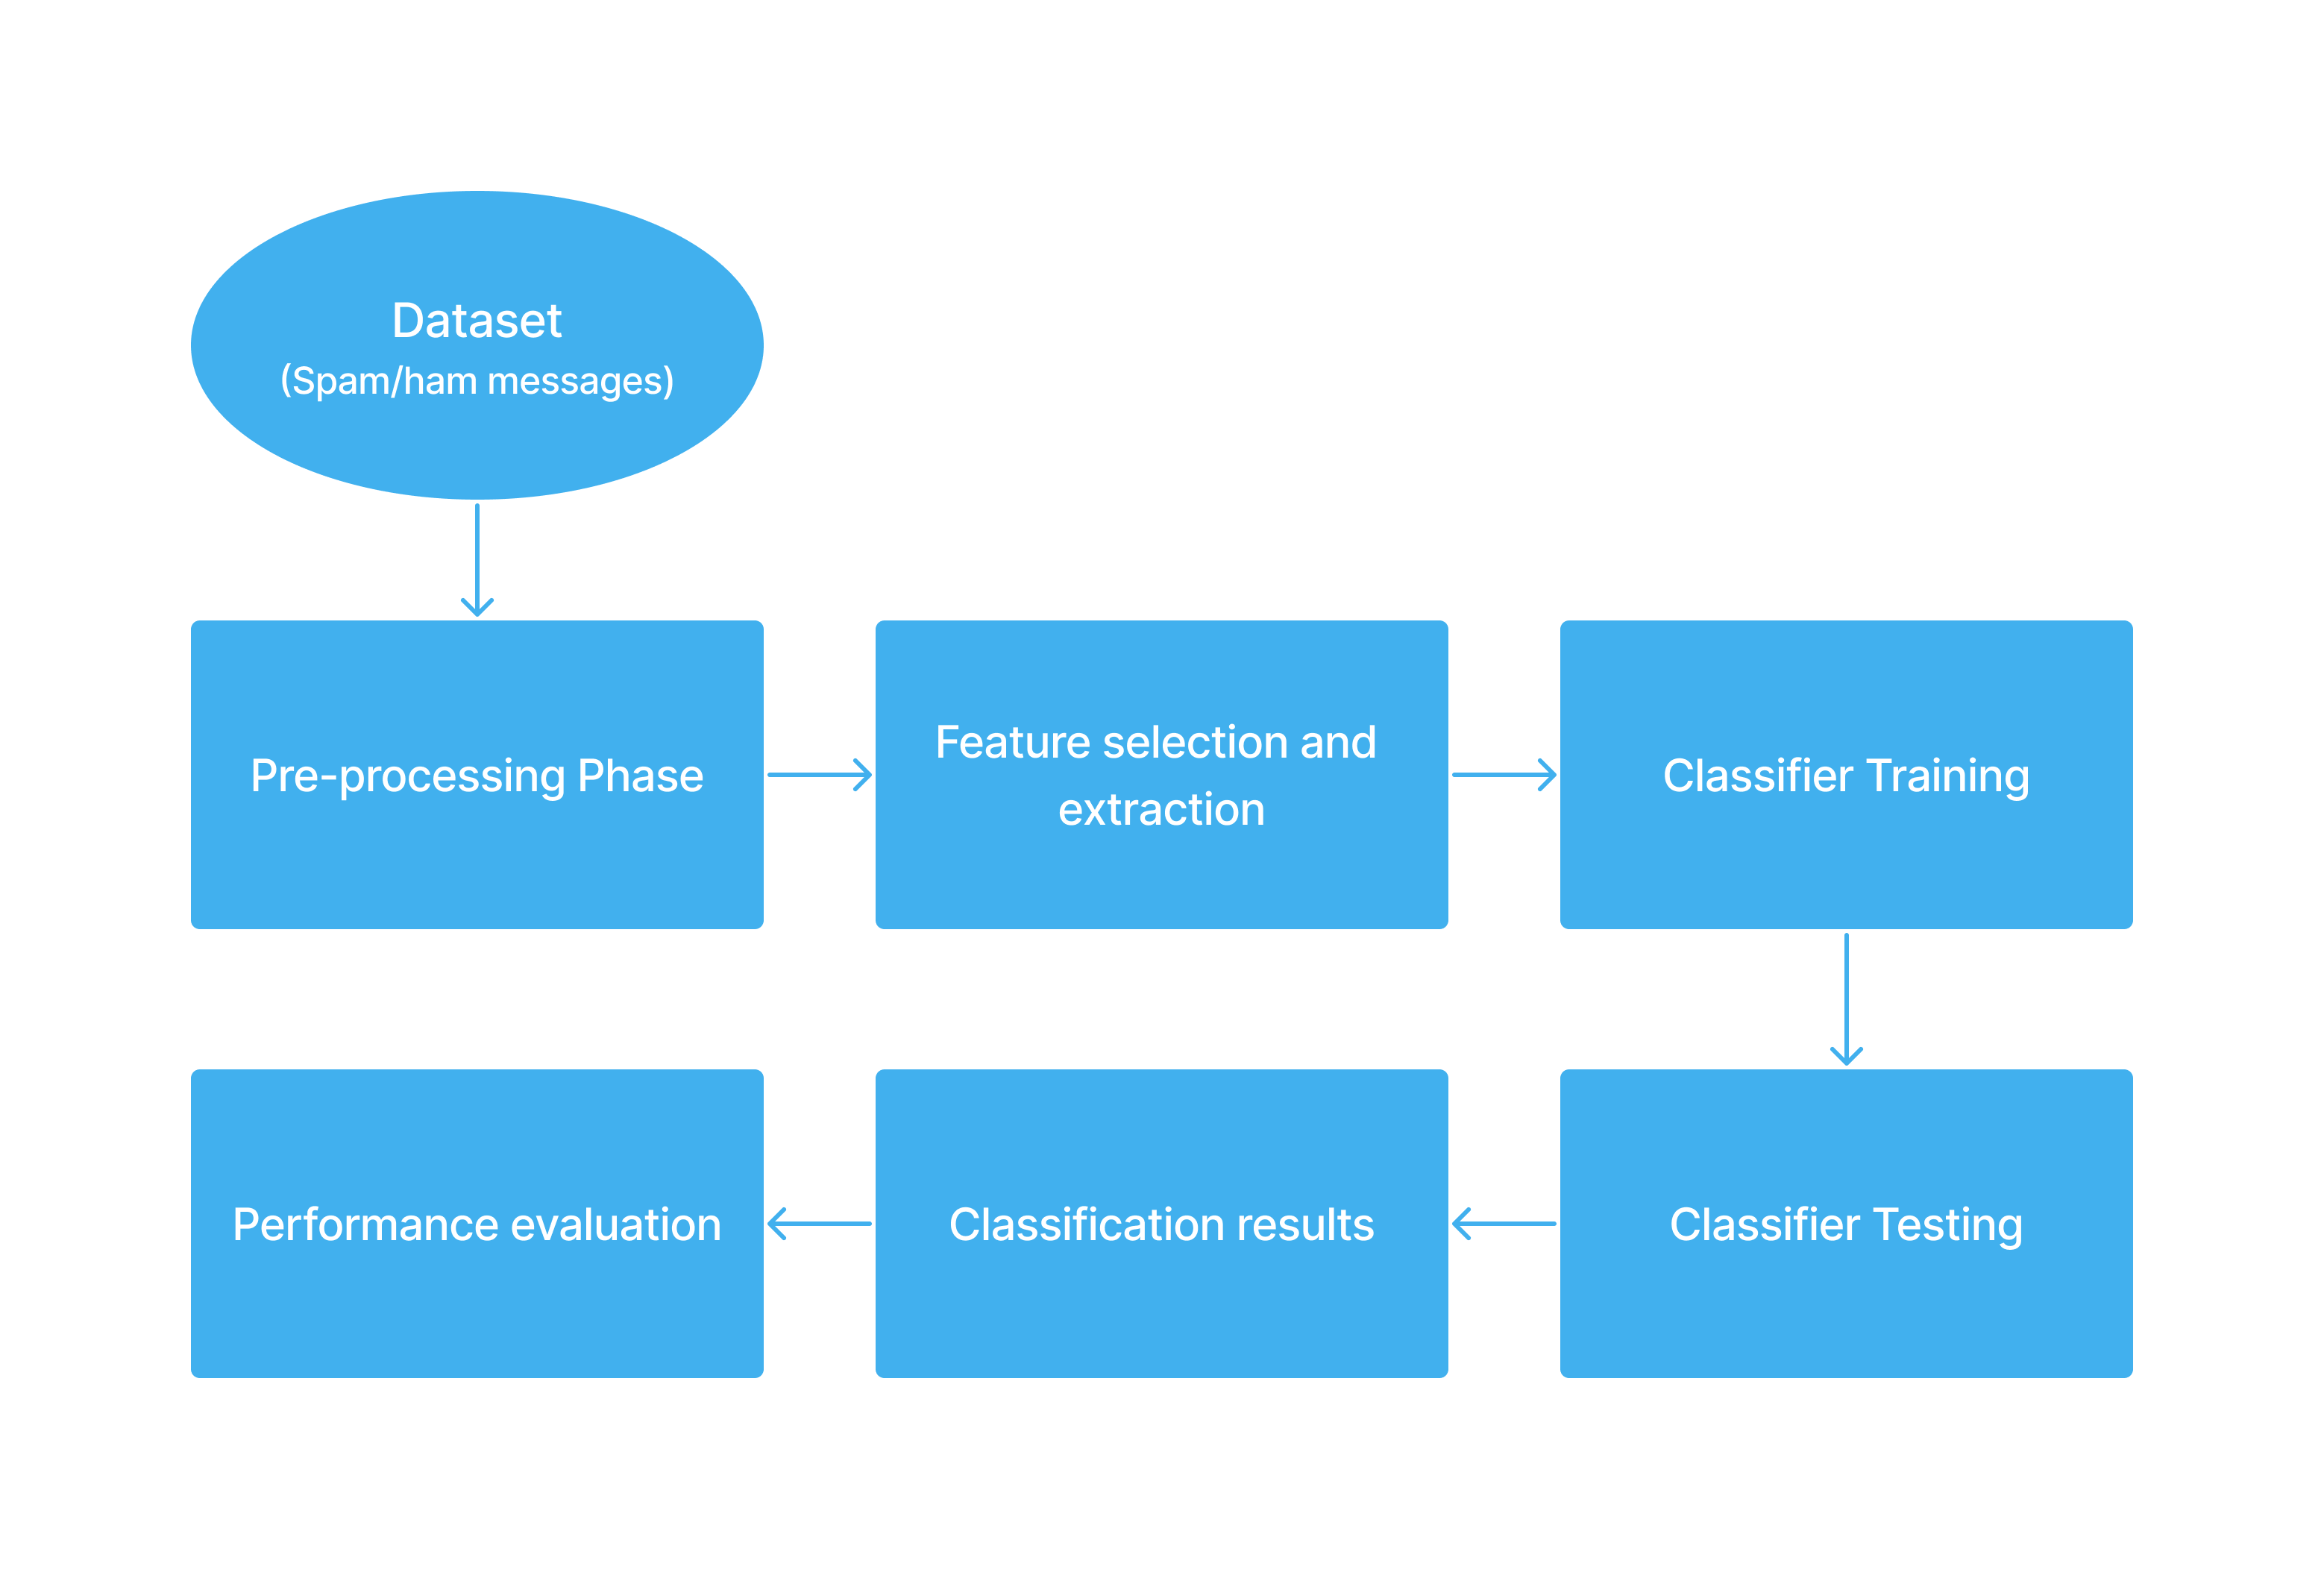 Dataset
(Spam/ham messages)
Pre-processing Phase
Feature selection and
extraction
Classifier Training
Performance evaluation
Classification results
Classifier Testing